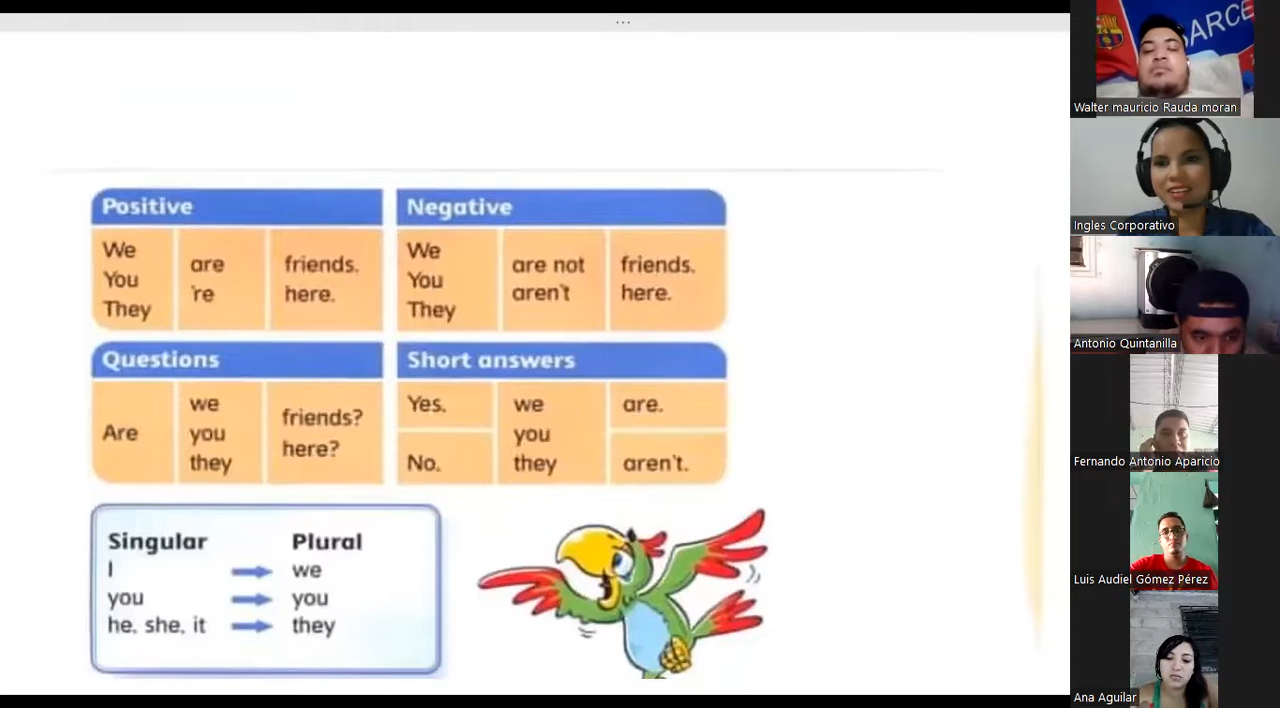 ...
Positive
We
You
They
are
're
friends.
here.
Negative
We
You
They
are not
aren't
friends.
here.
Questions
Are
we
you
they
friends?
here?
Short answers
Yes,
No,
we
you
they
are.
aren't.
Singular Plural
I we
you you
he, she, it they
ARCE
Walter mauricio Rauda moran
Ingles Corporativo
Antonio Quintanilla
Fernando Antonio Aparicio
Luis Audiel Gómez Pérez
Ana Aguilar